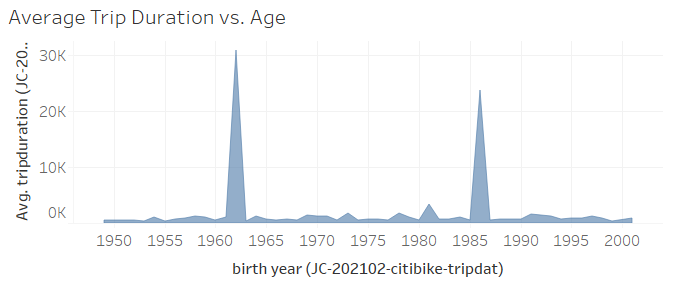 Average Trip Duration vs. Age
Avg. tripduration (JC-20..
30K
20K
10K
0K
1950 1955 1960 1965 1970 1975 1980 1985 1990 1995 2000
birth year (JC-202102-citibike-tripdat)